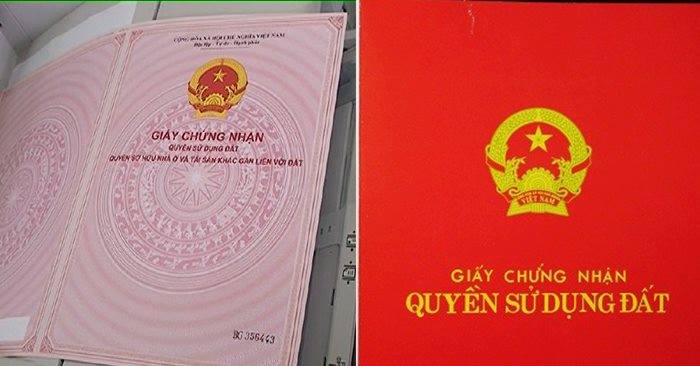 CỘNG HÒA XÃ HỘI CHỦ NGHĨA VIỆT NAM
Độc lập - Tự do - Hạnh phúc
GIẤY CHỨNG NHẬN
QUYỀN SỬ DỤNG ĐẤT
QUYỀN SỞ HỮU NHÀ Ở VÀ TÀI SẢN KHÁC GẮN LIỀN VỚI ĐẤT
BG 356443
VIỆT NAM
GIẤY CHỨNG NHẬN
QUYỀN SỬ DỤNG ĐẤT